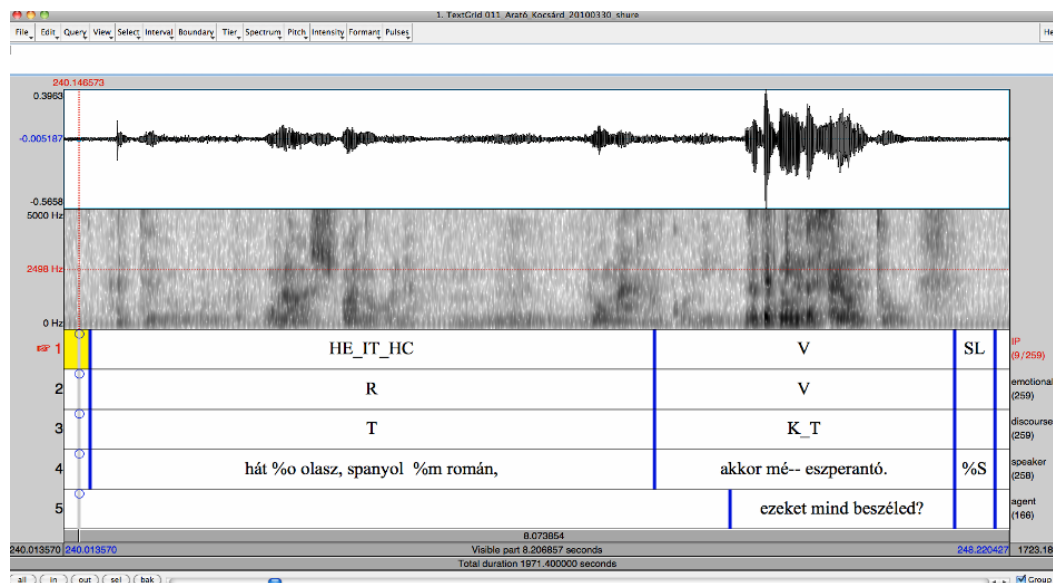 1. TextGrid 011_Arató_Kocsárd_20100330_shure
File Edit Query View Select Interval Boundary Tier Spectrum Pitch Intensity Formant Pulses He
240.146573
0.3963
-0.005187
-0.5658
5000 Hz
2498 Hz
0 Hz
1 HE_IT_HC V SL IP (9/259)
2 R V emotional (259)
3 T K_T discourse (259)
4 hát %o olasz, spanyol %m román, akkor mé-- eszperantó. %S speaker (258)
5 ezeket mind beszéled? agent (166)
8.073854
240.013570 240.013570 Visible part 8.206857 seconds 248.220427 1723.18
Total duration 1971.400000 seconds
all in out sel bak Group